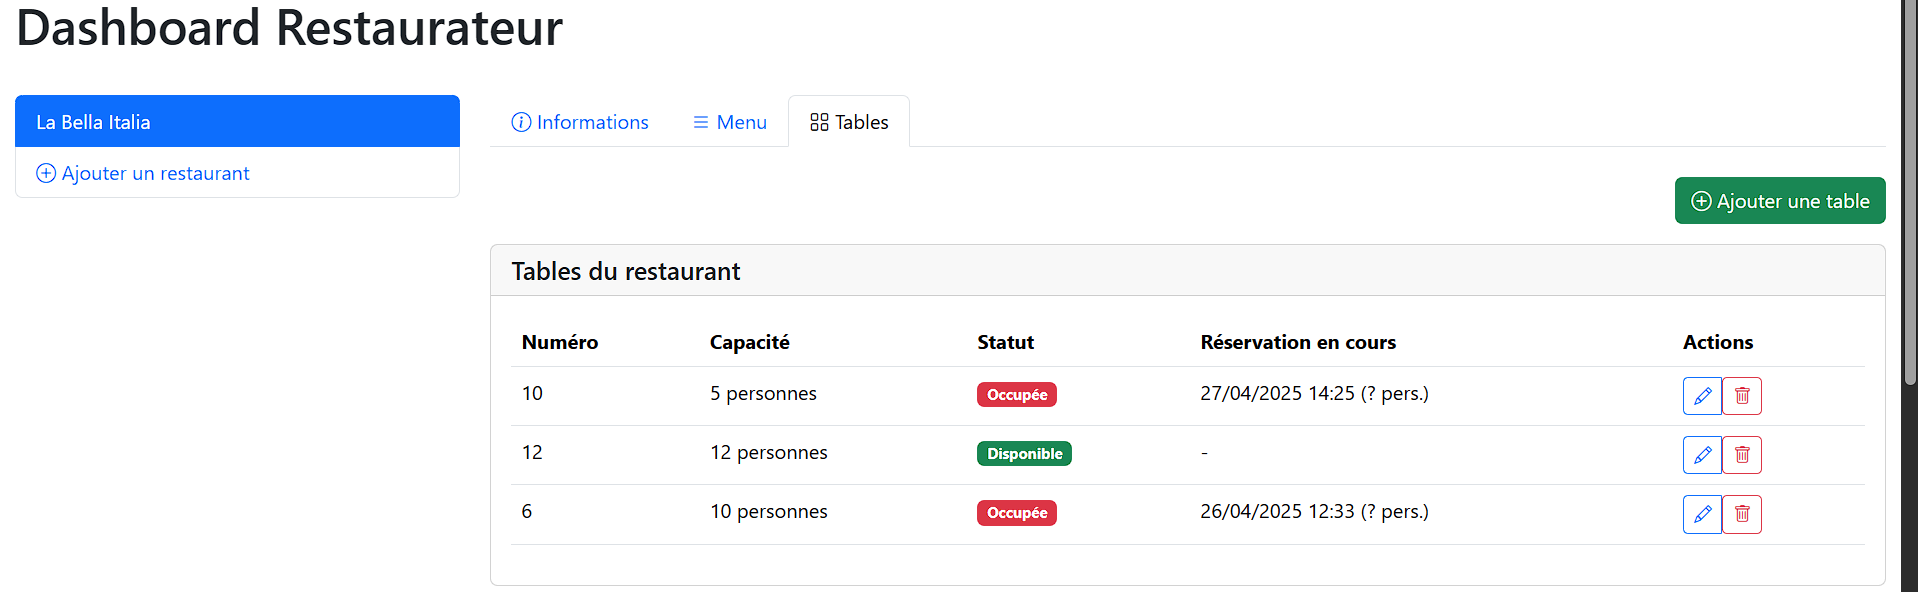 Dashboard Restaurateur
La Bella Italia
Ajouter un restaurant
Informations Menu Tables
Ajouter une table
Tables du restaurant
Numéro Capacité Statut Réservation en cours Actions
10 5 personnes Occupée 27/04/2025 14:25 (? pers.)
12 12 personnes Disponible -
6 10 personnes Occupée 26/04/2025 12:33 (? pers.)